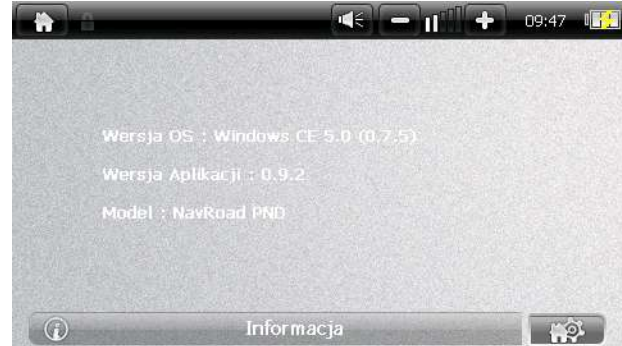 09:47
Wersja OS : Windows CE 5.0 (0.7.5)
Wersja Aplikacji : 0.9.2
Model : NavRoad PND
Informacja